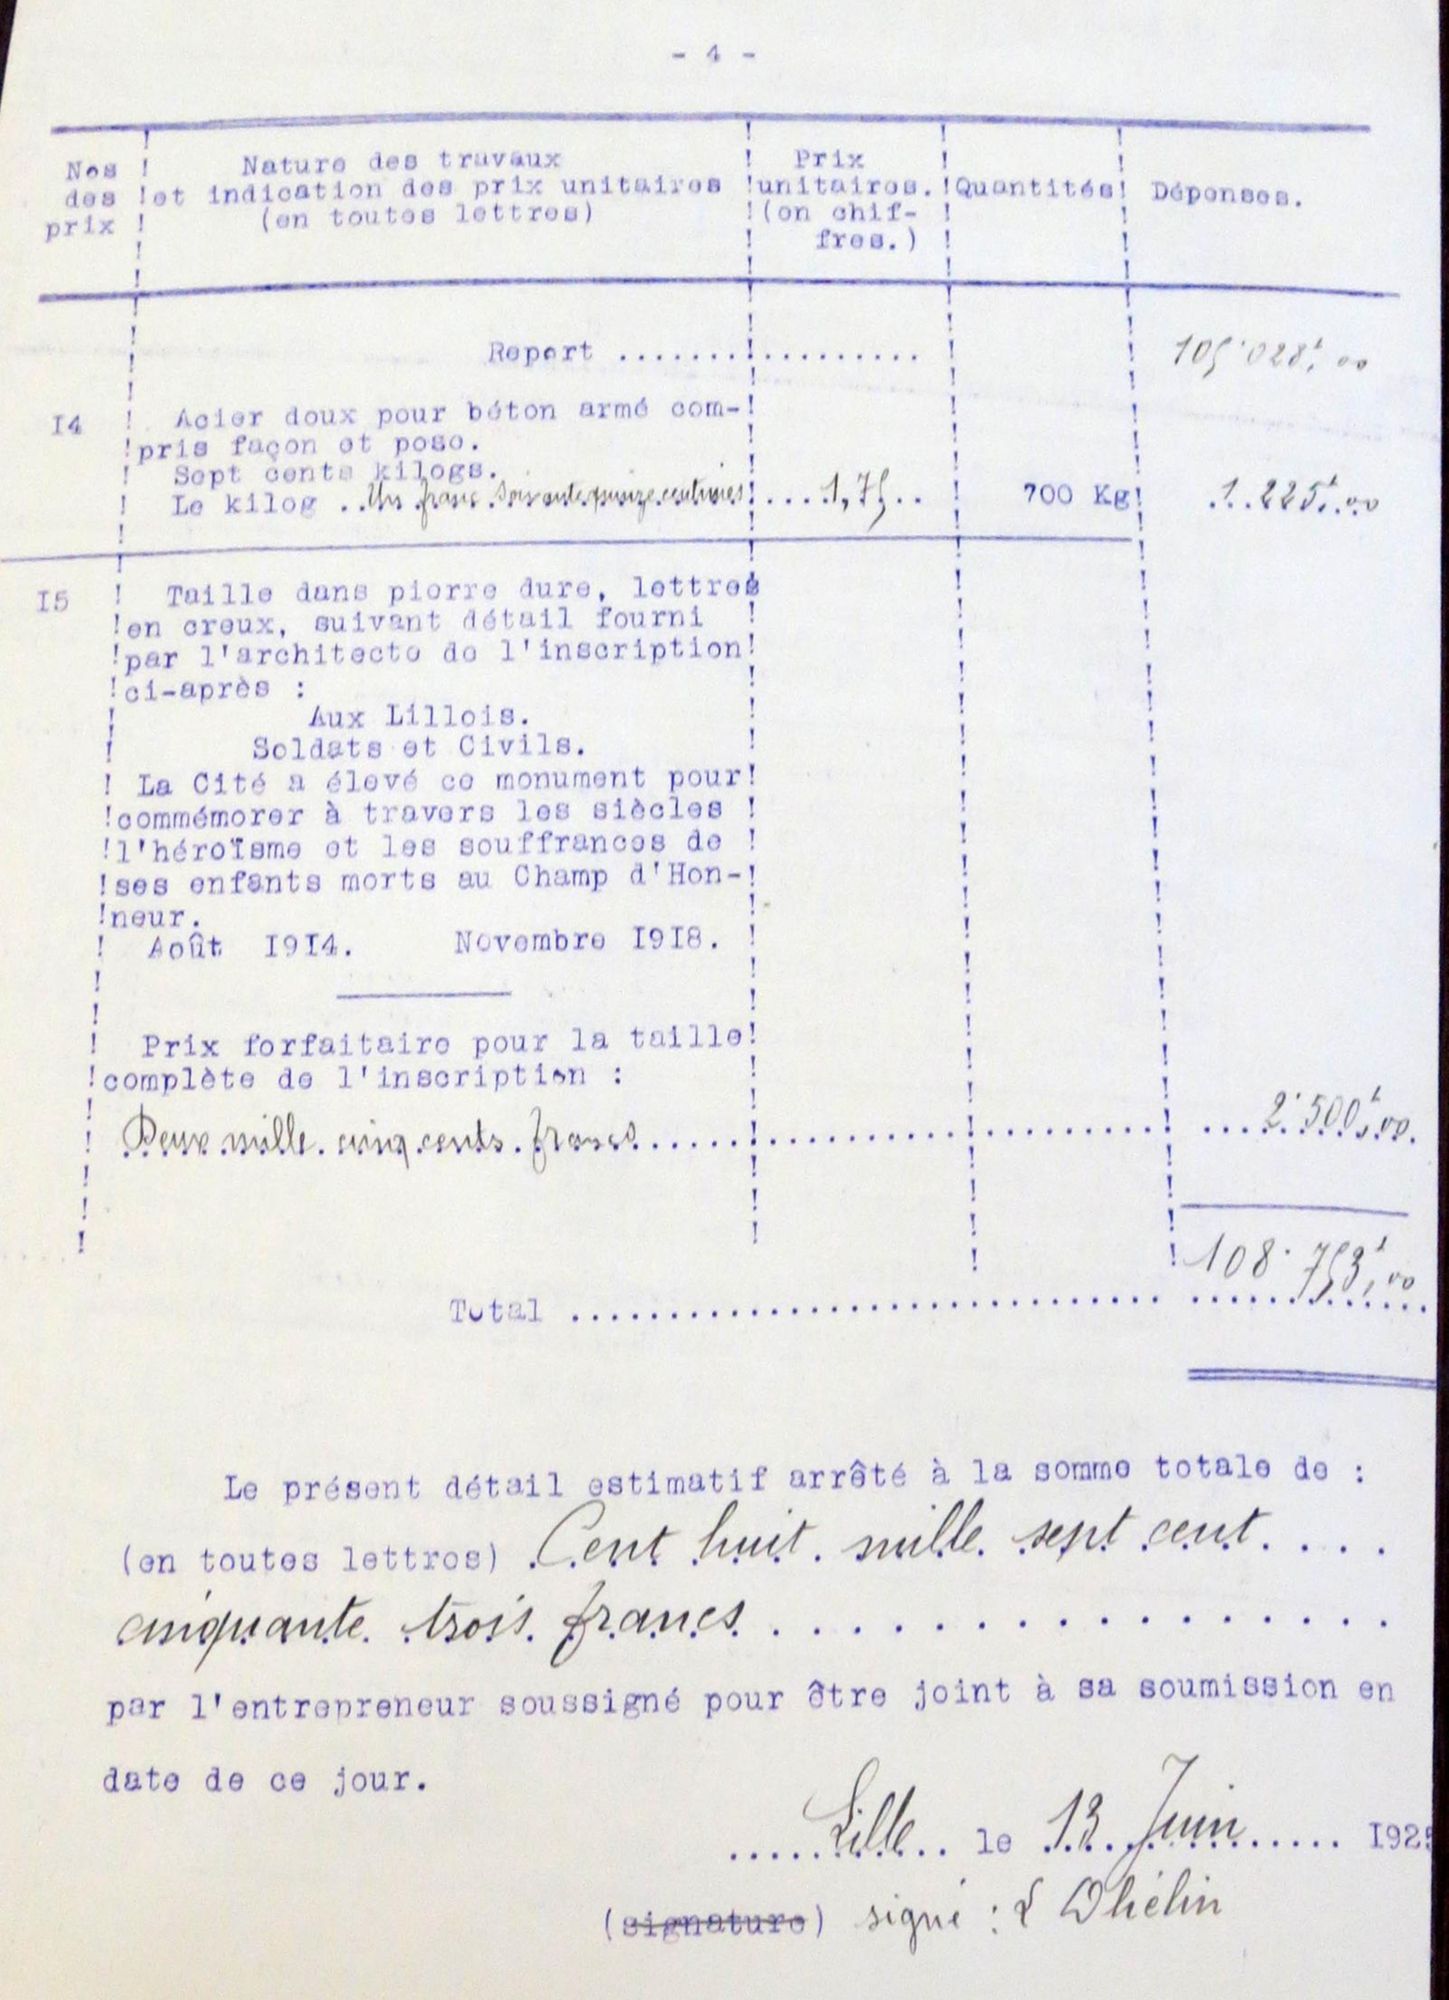 - 4 -
Nos des prix
Nature des travaux et indication des prix unitaires (en toutes lettres)
Prix unitaires. (en chif- fres.)
Quantités
Dépenses.
Report .................. 105.028f,00
14 Acier doux pour béton armé com-
pris façon et pose.
Sept cents kilogs.
Le kilog .. Un franc soixante quinze centimes ....1,75.. 700 Kg 1.225f,00
15 Taille dans pierre dure, lettres
en creux, suivant détail fourni
par l'architecte de l'inscription
ci-après :
Aux Lillois.
Soldats et Civils.
La Cité a élevé ce monument pour
commémorer à travers les siècles
l'héroïsme et les souffrances de
ses enfants morts au Champ d'Hon-
neur.
Août 1914. Novembre 1918.
Prix forfaitaire pour la taille
complète de l'inscription :
Deux mille cinq cents francs ........................ 2.500f,00
108.753f,00
Total ........................................
Le présent détail estimatif arrêté à la somme totale de :
(en toutes lettres) Cent huit mille sept cent ....
cinquante trois francs ..................
par l'entrepreneur soussigné pour être joint à sa soumission en
date de ce jour.
.....Lille.. le 13 Juin ..... 1925
(signature) signé : L Ohélin